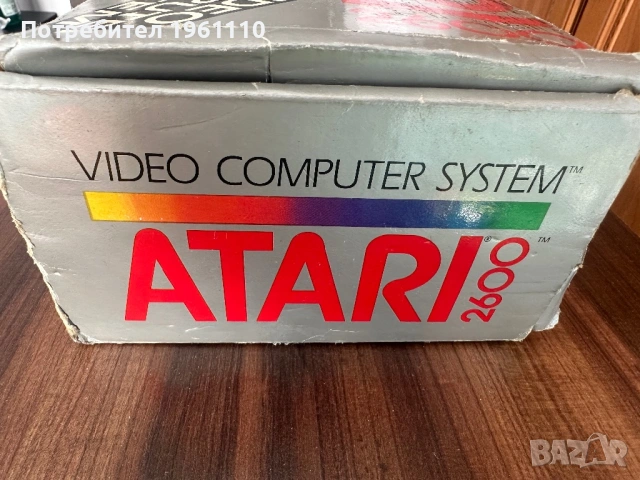 Потребител 1961110
VIDEO COMPUTER SYSTEM™
ATARI® 2600™
BAZAR